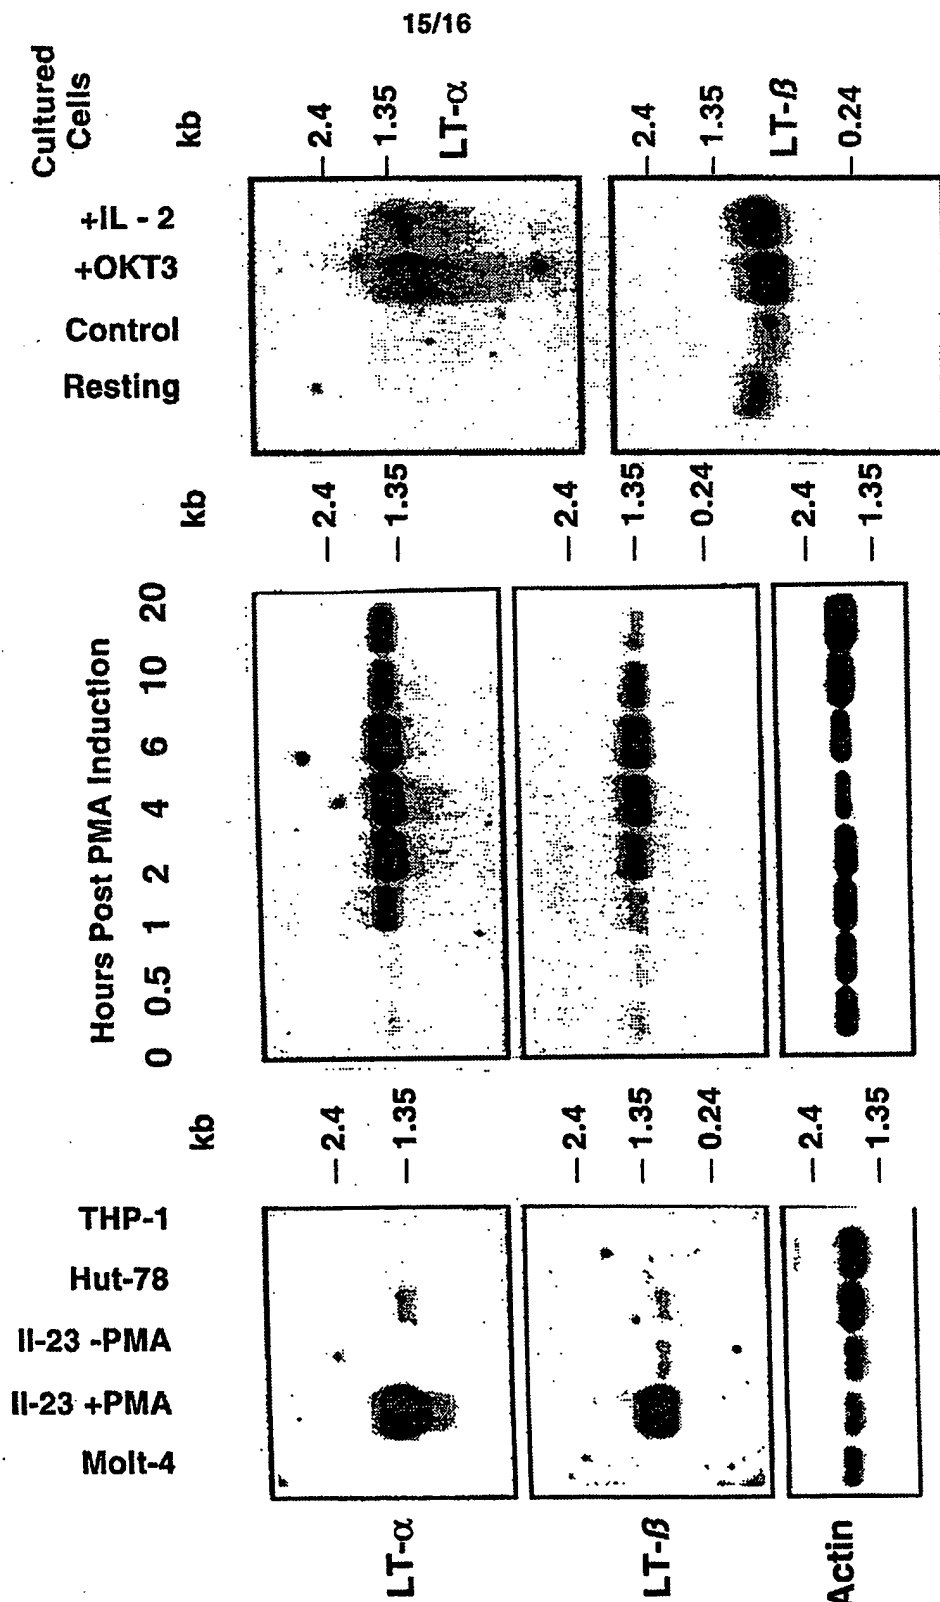 15/16
Cultured
Cells
kb
+IL - 2
+OKT3
Control
Resting
2.4
1.35
LT-α
2.4
1.35
LT-ß
0.24
kb
Hours Post PMA Induction
0 0.5 1 2 4 6 10 20
2.4
1.35
2.4
1.35
0.24
2.4
1.35
kb
THP-1
Hut-78
II-23 -PMA
II-23 +PMA
Molt-4
2.4
1.35
2.4
1.35
0.24
2.4
1.35
LT-α
LT-ß
Actin